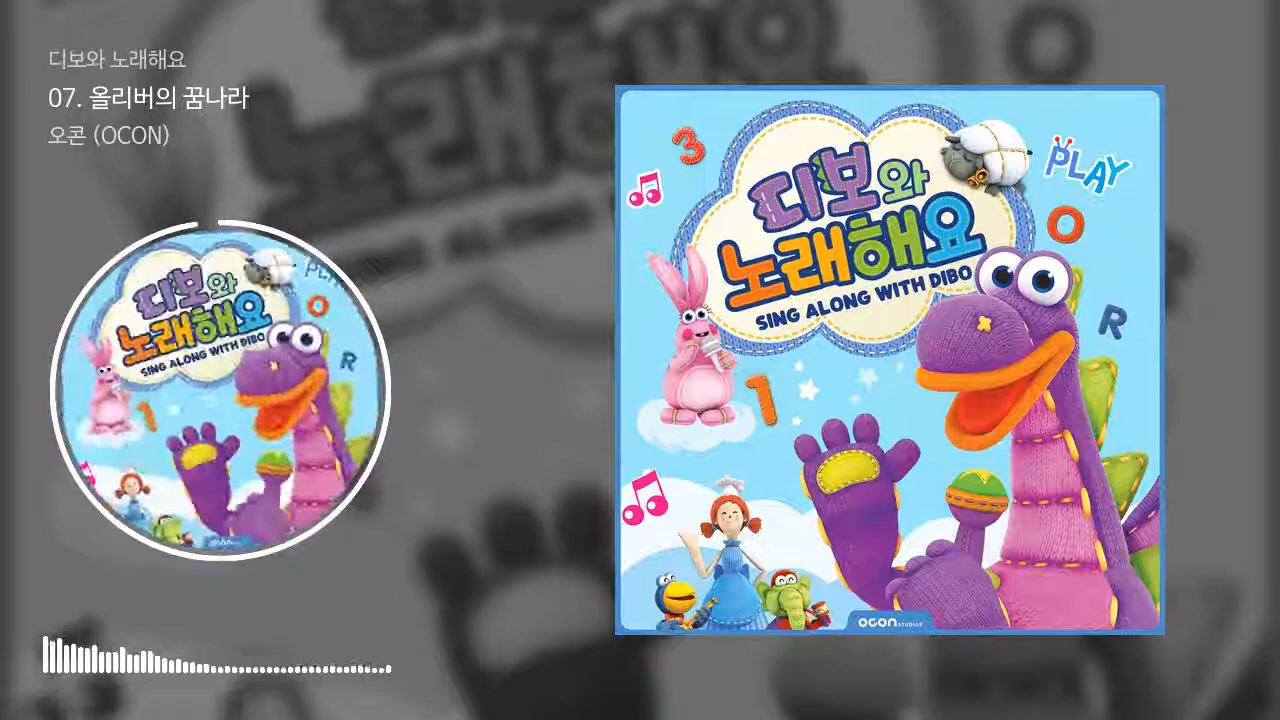 디보와 노래해요
07. 올리버의 꿈나라
오콘 (OCON)
디보와
노래해요
SING ALONG WITH DIBO
3
PLAY
O
R
1
OCON STUDIOS
디보와
노래해요
SING ALONG WITH DIBO
O
R
1